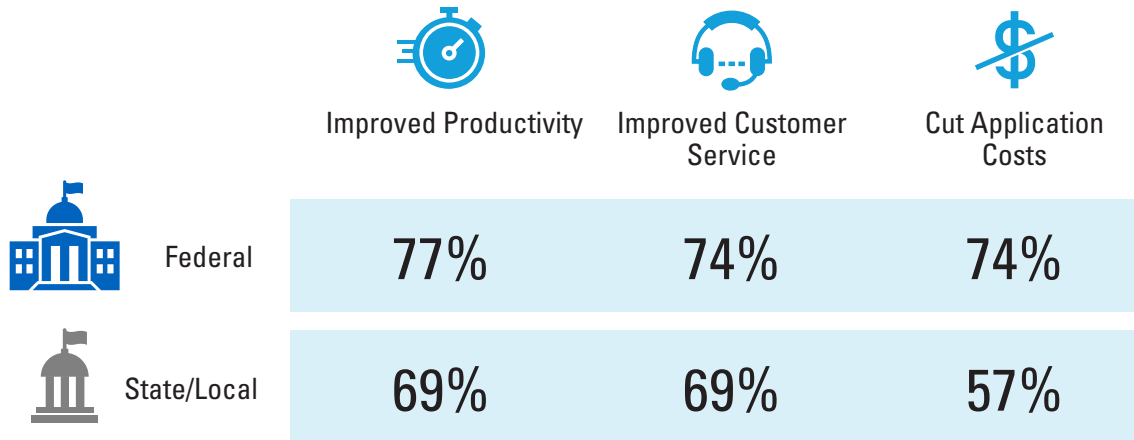 Improved Productivity
Improved Customer
Service
Cut Application
Costs
Federal
77%
74%
74%
State/Local
69%
69%
57%